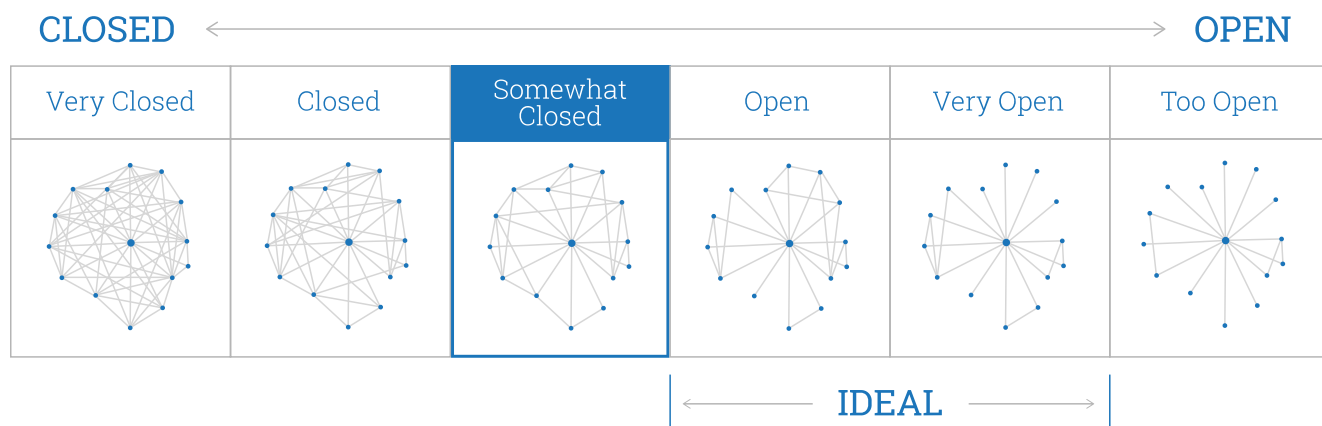 CLOSED
OPEN
Very Closed
Closed
Somewhat
Closed
Open
Very Open
Too Open
IDEAL